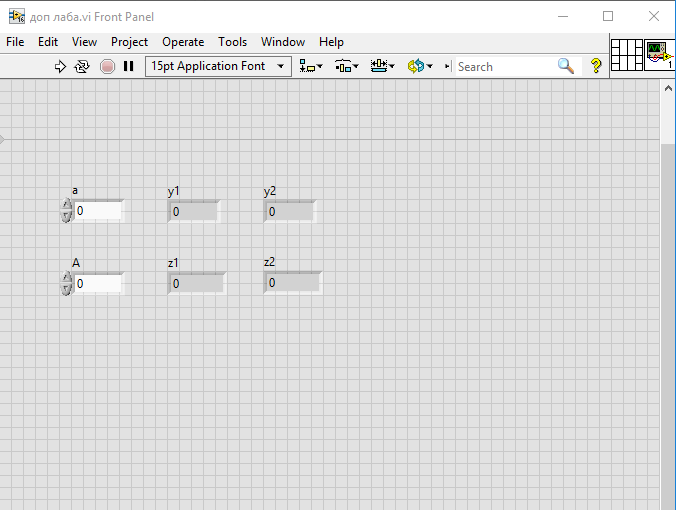 доп лаба.vi Front Panel
File Edit View Project Operate Tools Window Help
15pt Application Font Search ? 1
a y1 y2
0 0 0
A z1 z2
0 0 0